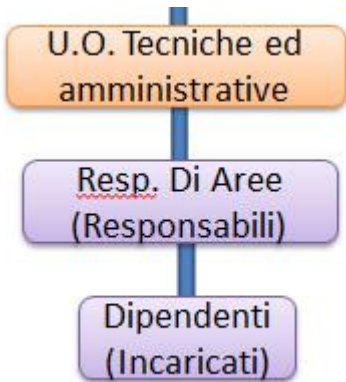 U.O. Tecniche ed
amministrative
Resp. Di Aree
(Responsabili)
Dipendenti
(Incaricati)